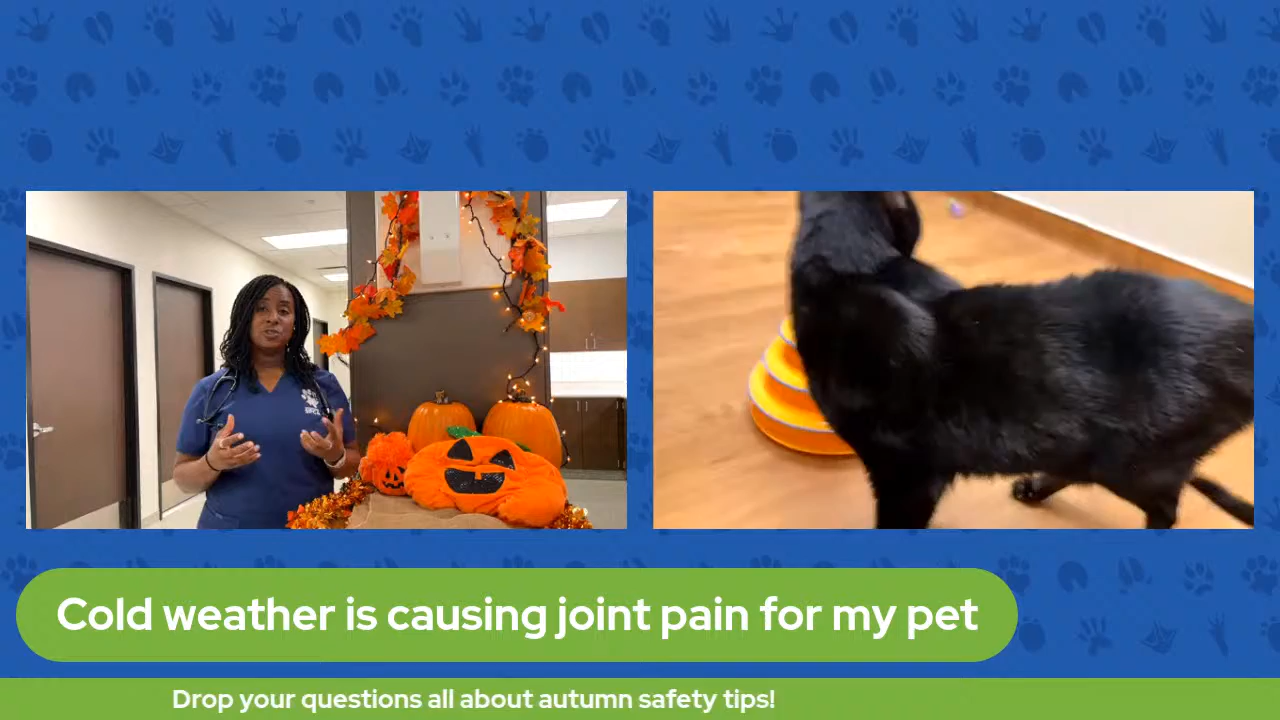 Cold weather is causing joint pain for my pet
Drop your questions all about autumn safety tips!